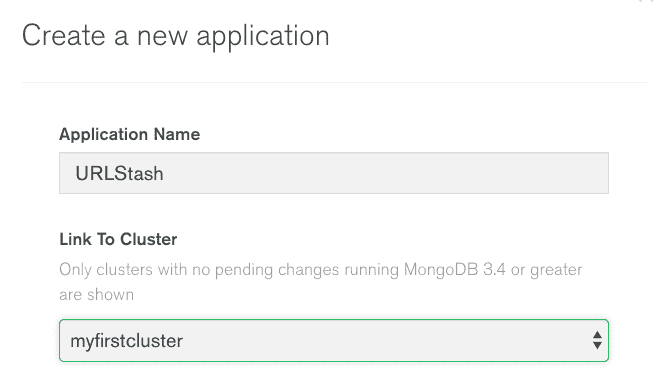 Create a new application
Application Name
URLStash
Link To Cluster
Only clusters with no pending changes running MongoDB 3.4 or greater
are shown
myfirstcluster